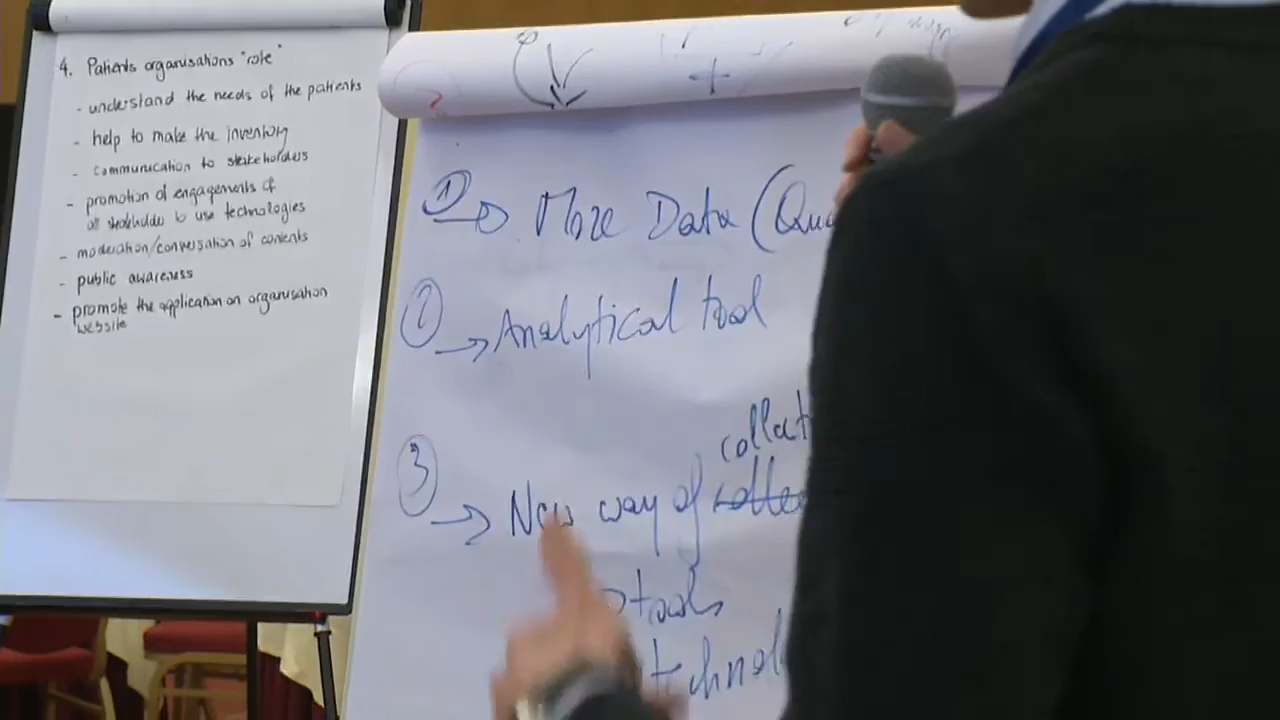 4. Patients organisations "role"
- understand the needs of the patients
- help to make the inventory
- communication to stakeholders
- promotion of engagements of
all stakholder to use technologies
- moderation/conversation of contents
- public awareness
- promote the application on organisation
website
1 → More Data (Qua
2 → Analytical tool
collect
3 → New way of
tools
technol